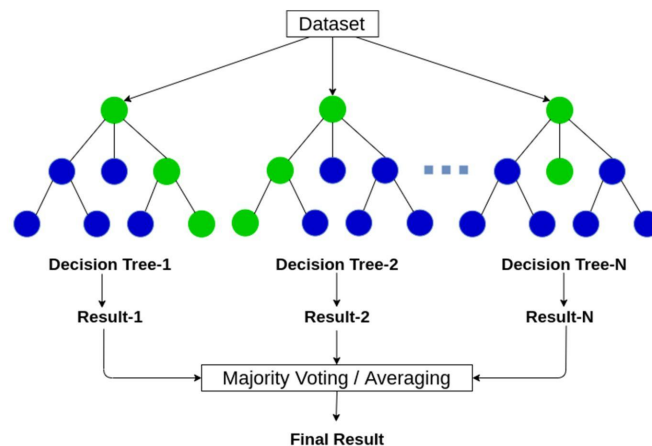 Dataset
Decision Tree-1
Decision Tree-2
Decision Tree-N
Result-1
Result-2
Result-N
Majority Voting / Averaging
Final Result